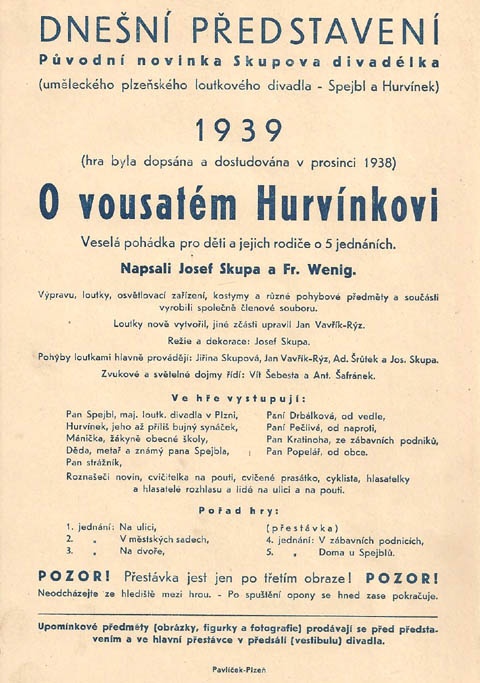 DNEŠNÍ PŘEDSTAVENÍ
Původní novinka Skupova divadélka
(uměleckého plzeňského loutkového divadla - Spejbl a Hurvínek)
1939
(hra byla dopsána a dostudována v prosinci 1938)
O vousatém Hurvínkovi
Veselá pohádka pro děti a jejich rodiče o 5 jednáních.
Napsali Josef Skupa a Fr. Wenig.
Výpravu, loutky, osvětlovací zařízení, kostymy a různé pohybové předměty a součásti
vyrobili společně členové souboru.
Loutky nově vytvořil, jiné zčásti upravil Jan Vavřík-Rýz.
Režie a dekorace: Josef Skupa.
Pohyby loutkami hlavně provádějí: Jiřina Skupová, Jan Vavřík-Rýz, Ad. Šrůtek a Jos. Skupa.
Zvukové a světelné dojmy řídí: Vít Šebesta a Ant. Šafránek.
Ve hře vystupují:
Pan Spejbl, maj. loutk. divadla v Plzni,
Hurvínek, jeho až příliš bujný synáček,
Mánička, žákyně obecné školy,
Děda, metař a známý pana Spejbla,
Pan strážník,
Paní Drbálková, od vedle,
Paní Pečlivá, od naproti,
Pan Kratinoha, ze zábavních podniků,
Pan Popelář, od obce.
Roznašeči novin, cvičitelka na pouti, cvičené prasátko, cyklista, hlasatelky
a hlasatelé rozhlasu a lidé na ulici a na pouti.
Pořad hry:
1. jednání: Na ulici,
2. „ V městských sadech,
3. „ Na dvoře,
(přestávka)
4. jednání: V zábavních podnicích,
5. „ Doma u Spejblů.
POZOR! Přestávka jest jen po třetím obraze! POZOR!
Neodcházejte ze hlediště mezi hrou. - Po spuštění opony se hned zase pokračuje.
Upomínkové předměty (obrázky, figurky a fotografie) prodávají se před předsta-
vením a ve hlavní přestávce v předsálí (vestibulu) divadla.
Pavlíček-Plzeň